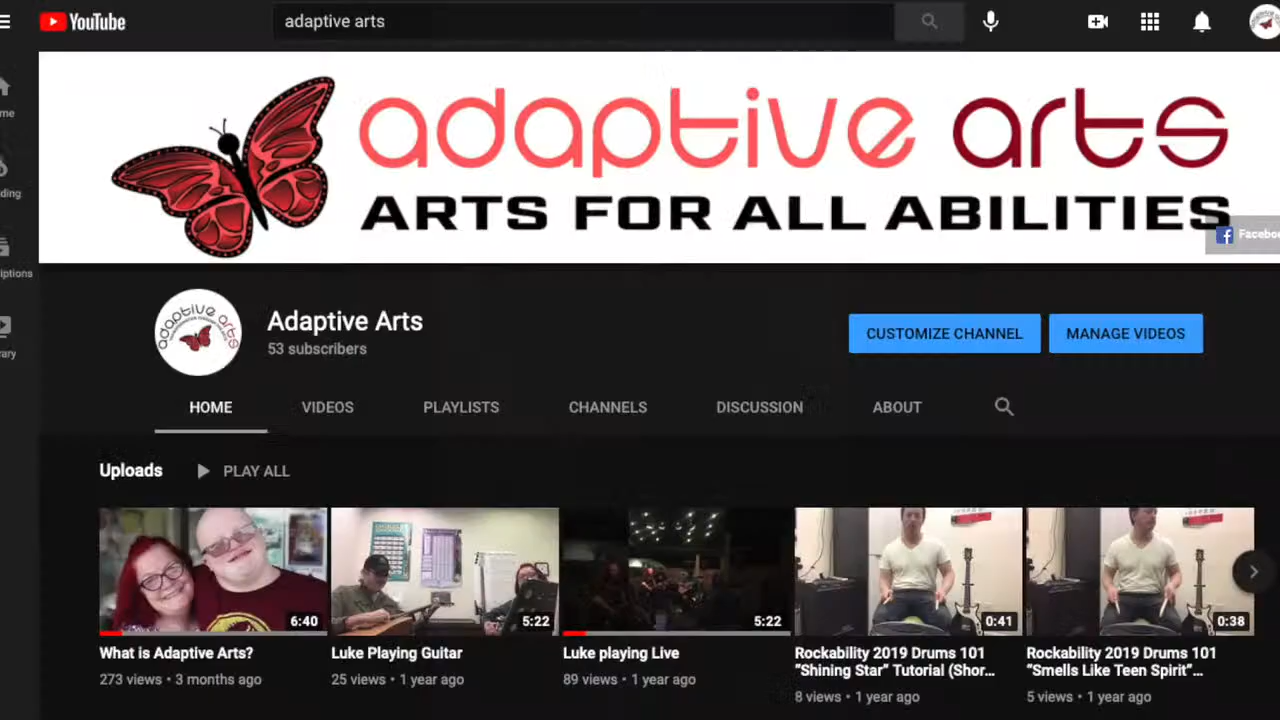 YouTube
adaptive arts
adaptive arts
ARTS FOR ALL ABILITIES
Adaptive Arts
53 subscribers
CUSTOMIZE CHANNEL
MANAGE VIDEOS
HOME
VIDEOS
PLAYLISTS
CHANNELS
DISCUSSION
ABOUT
Uploads
PLAY ALL
6:40
5:22
5:22
0:41
0:38
What is Adaptive Arts?
273 views • 3 months ago
Luke Playing Guitar
25 views • 1 year ago
Luke playing Live
89 views • 1 year ago
Rockability 2019 Drums 101
“Shining Star” Tutorial (Shor...
8 views • 1 year ago
Rockability 2019 Drums 101
“Smells Like Teen Spirit”...
5 views • 1 year ago